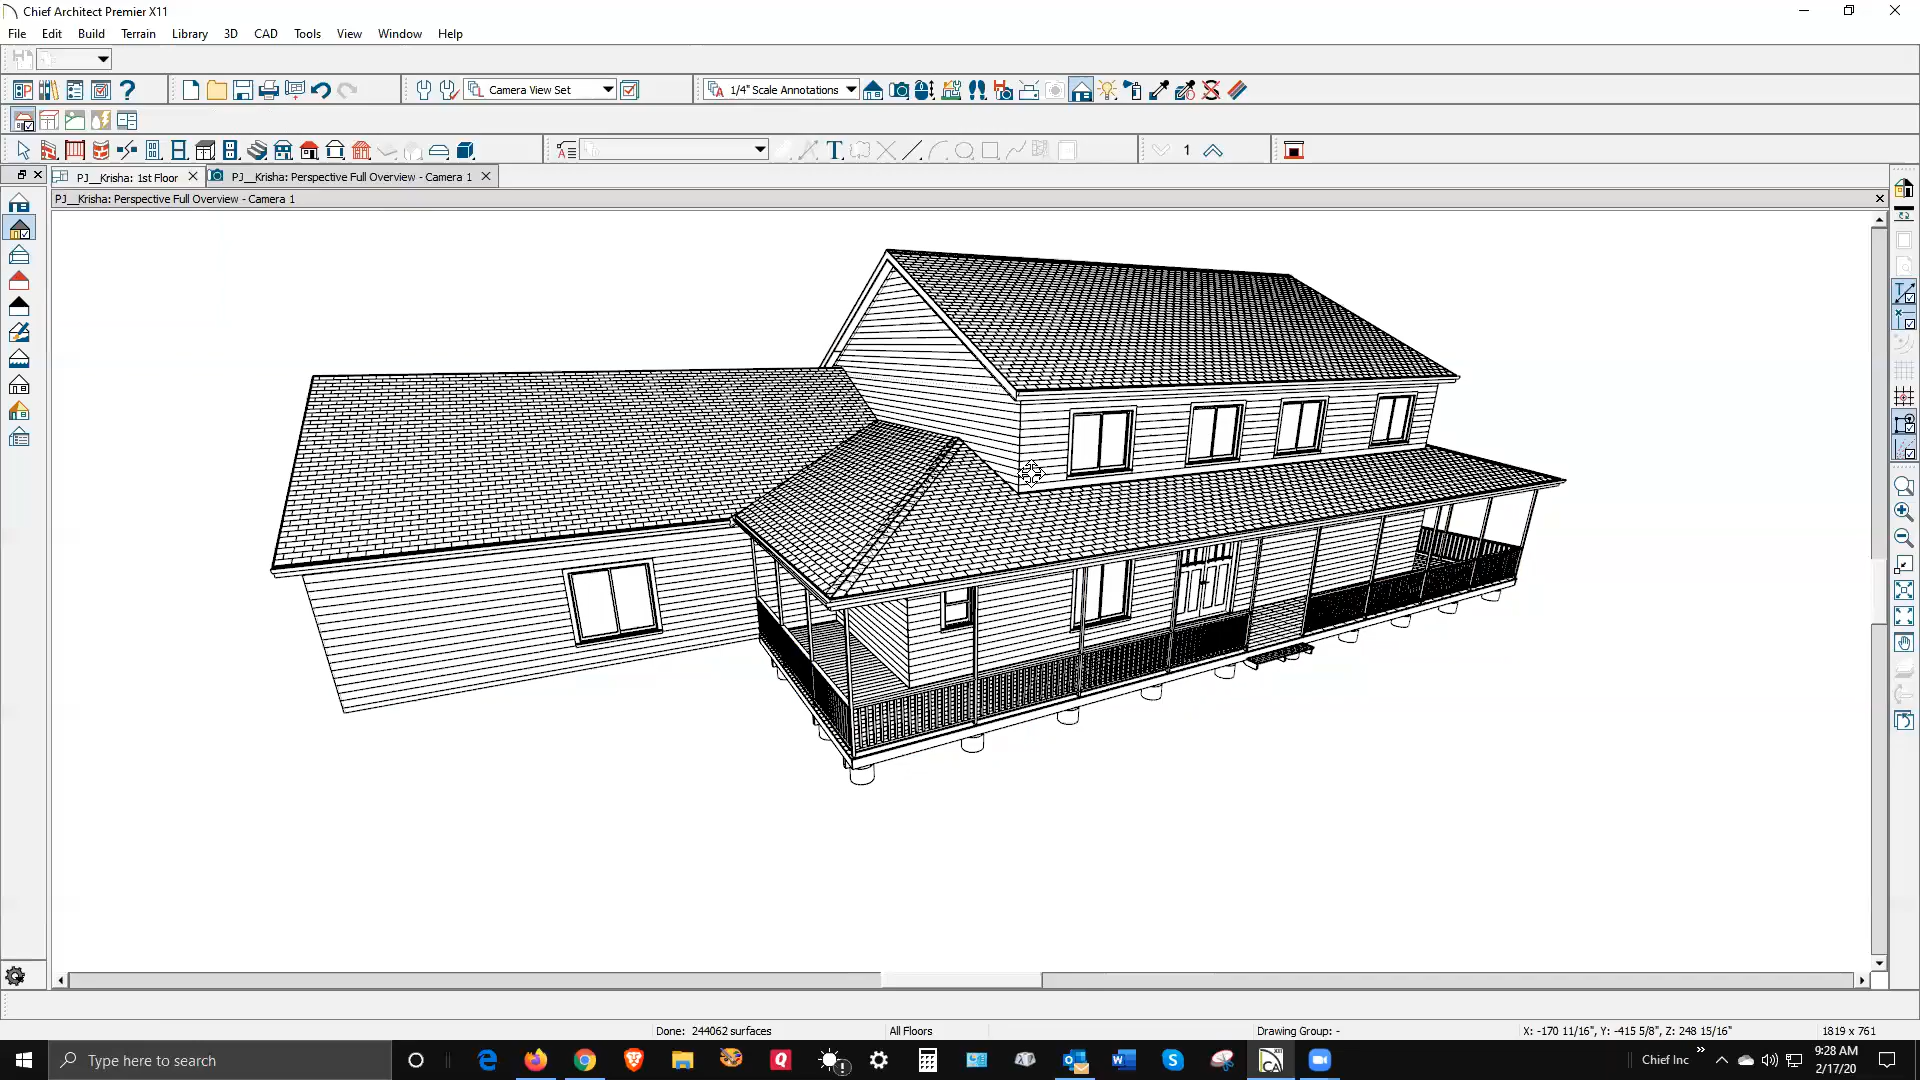 Chief Architect Premier X11
File Edit Build Terrain Library 3D CAD Tools View Window Help
Camera View Set
1/4" Scale Annotations
1
PJ__Krisha: 1st Floor
PJ__Krisha: Perspective Full Overview - Camera 1
PJ__Krisha: Perspective Full Overview - Camera 1
Done: 244062 surfaces
All Floors
Drawing Group: -
X: -170 11/16", Y: -415 5/8", Z: 248 15/16"
1819 x 761
Type here to search
Chief Inc
9:28 AM
2/17/20